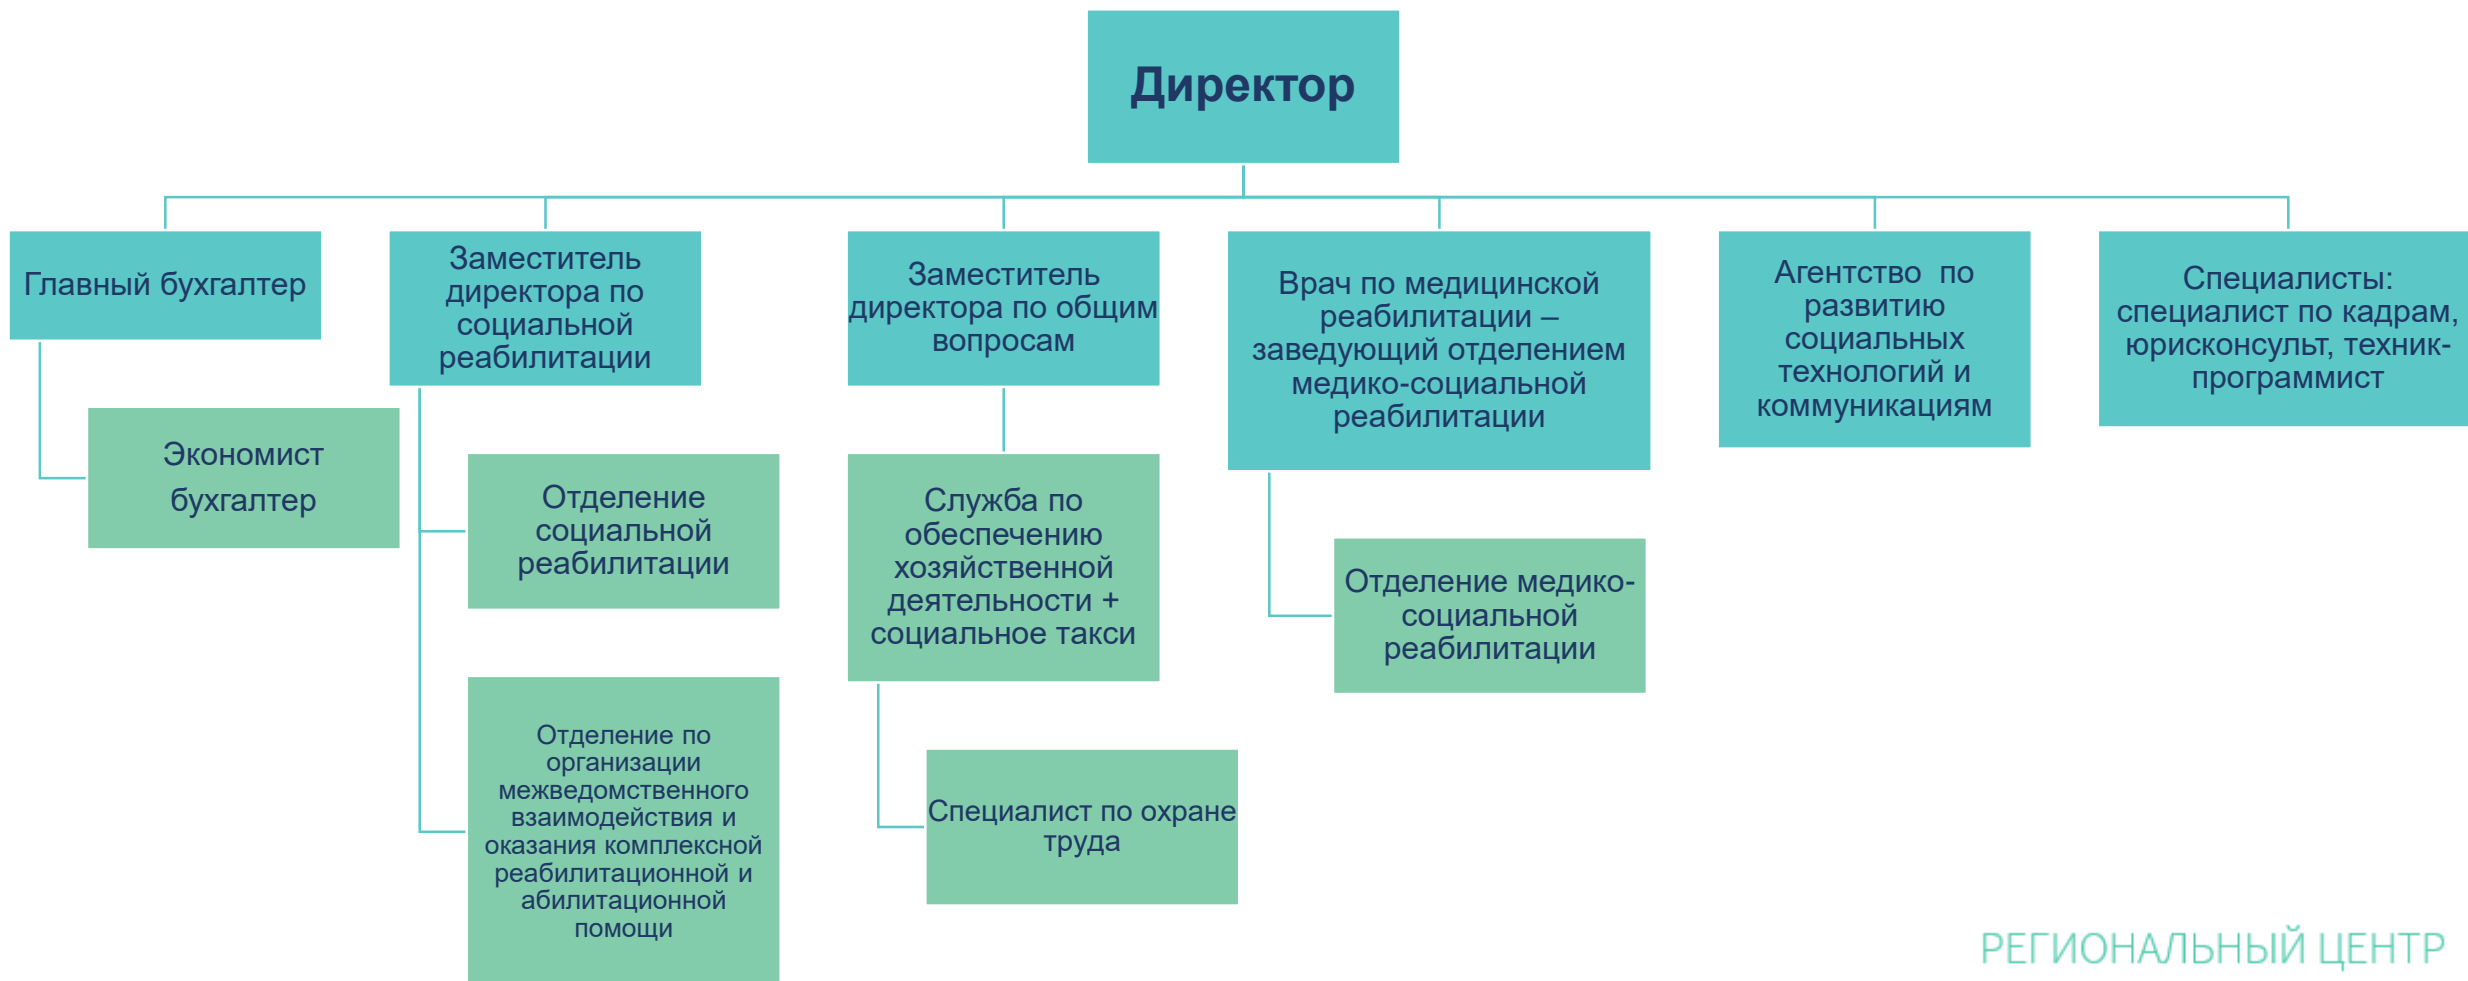 Директор
Главный бухгалтер
Заместитель
директора по
социальной
реабилитации
Заместитель
директора по общим
вопросам
Врач по медицинской
реабилитации –
заведующий отделением
медико-социальной
реабилитации
Агентство  по
развитию
социальных
технологий и
коммуникациям
Специалисты:
специалист по кадрам,
юрисконсульт, техник-
программист
Экономист
бухгалтер
Отделение
социальной
реабилитации
Служба по
обеспечению
хозяйственной
деятельности +
социальное такси
Отделение медико-
социальной
реабилитации
Отделение по
организации
межведомственного
взаимодействия и
оказания комплексной
реабилитационной и
абилитационной
помощи
Специалист по охране
труда
РЕГИОНАЛЬНЫЙ ЦЕНТР